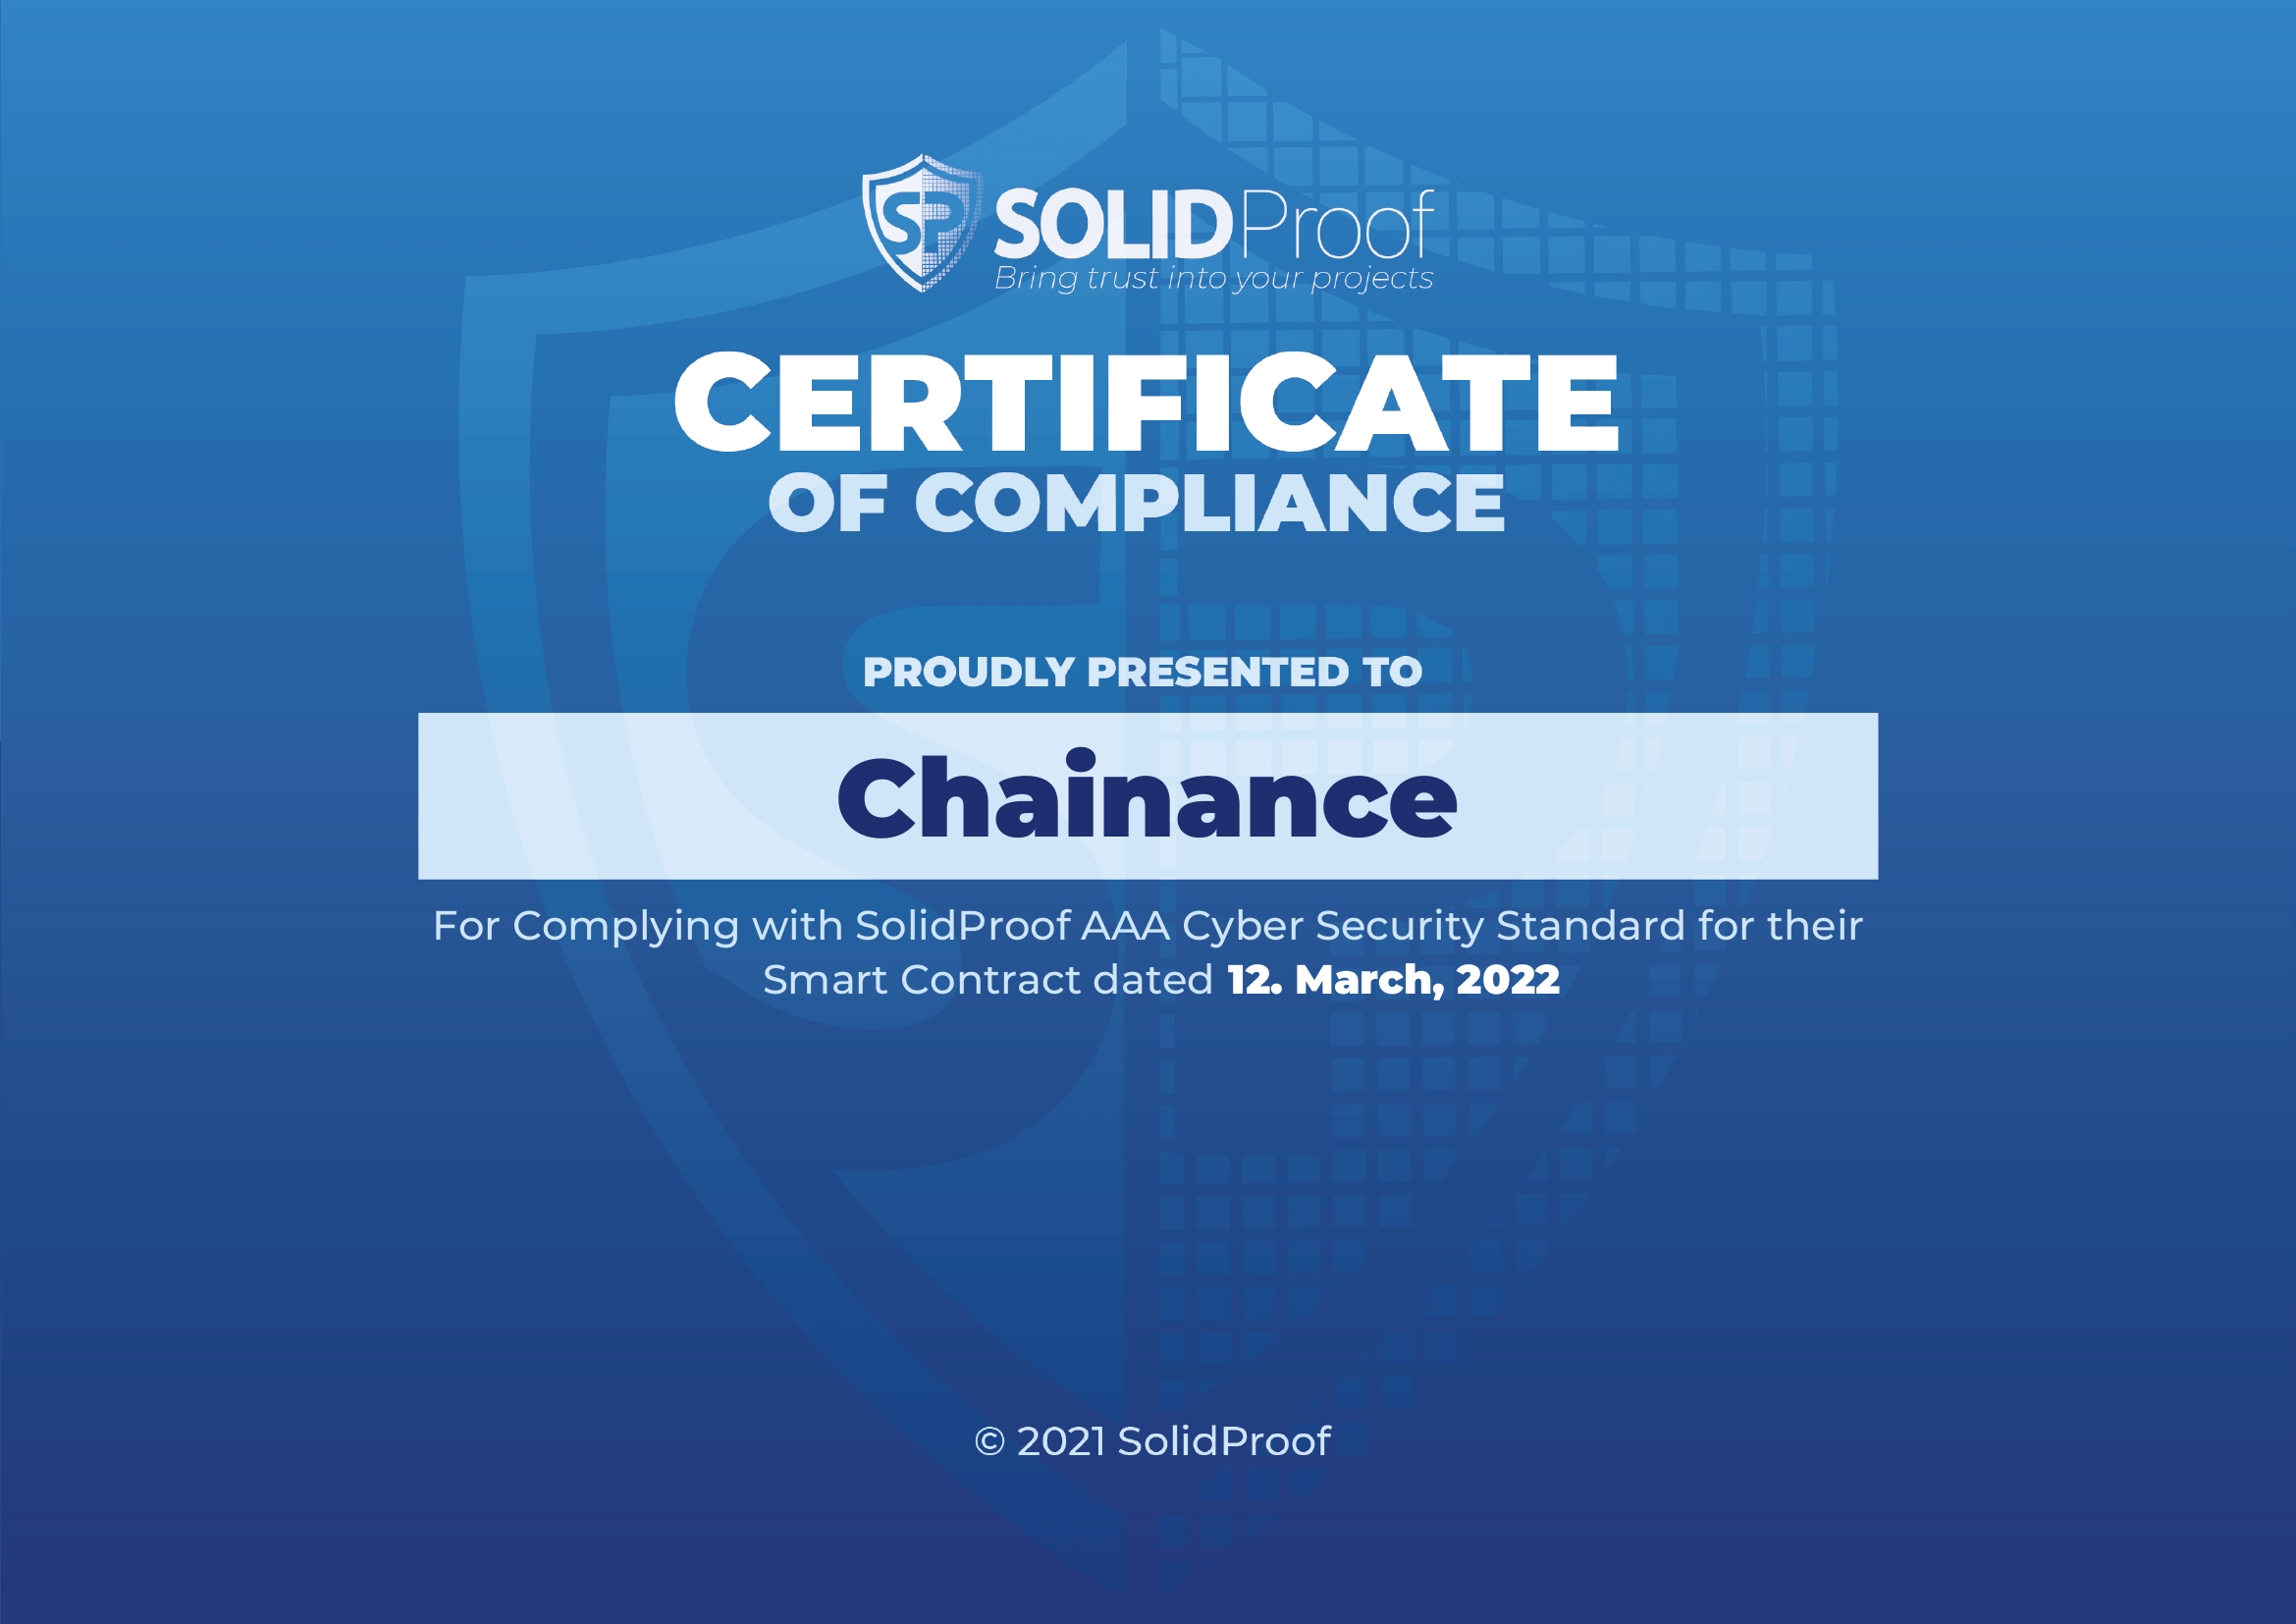 SP SOLIDProof
Bring trust into your projects
CERTIFICATE
OF COMPLIANCE
PROUDLY PRESENTED TO
Chainance
For Complying with SolidProof AAA Cyber Security Standard for their
Smart Contract dated 12. March, 2022
© 2021 SolidProof